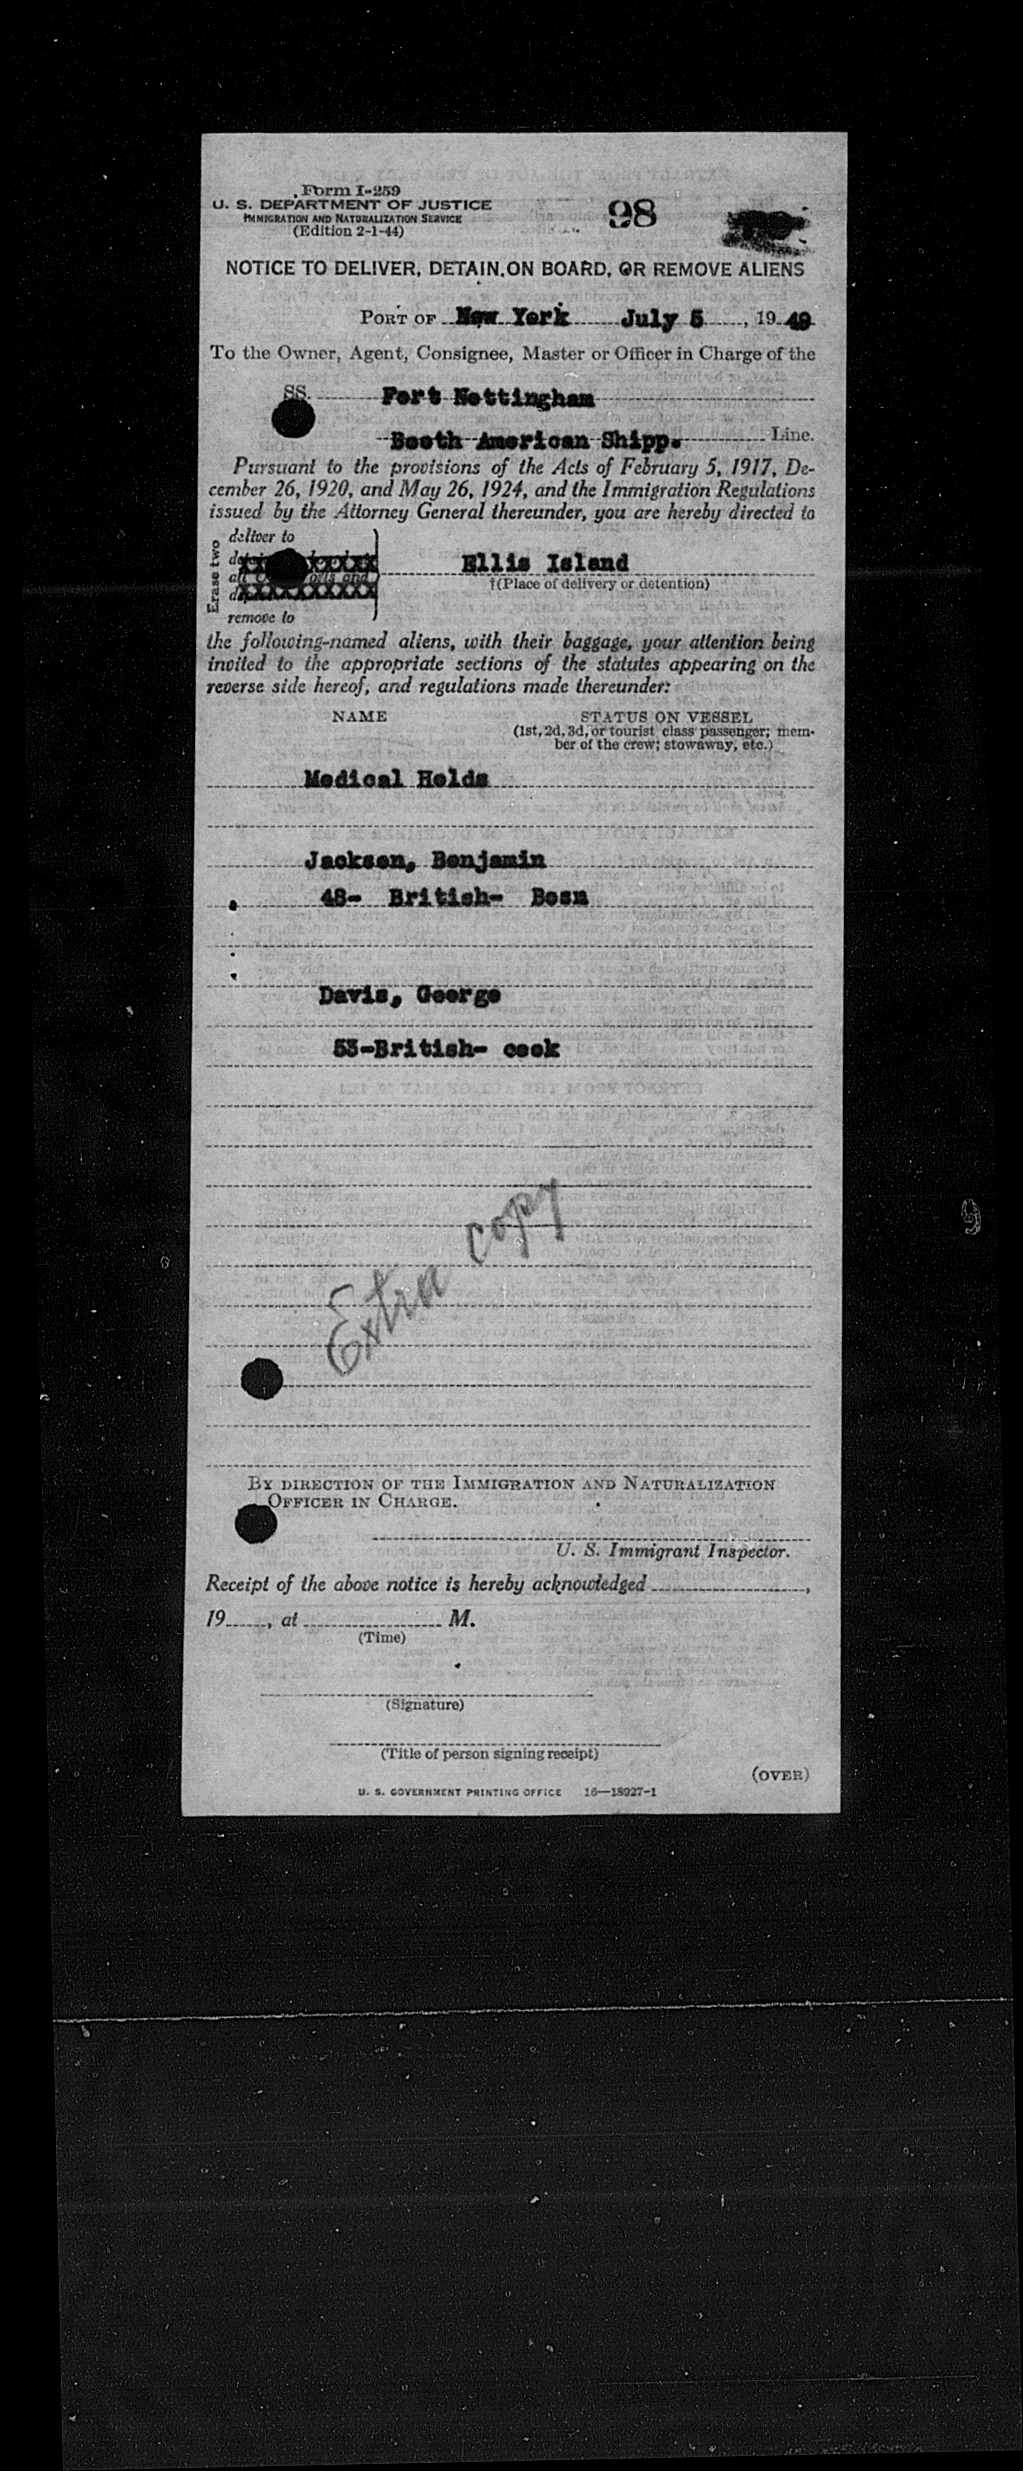 Form I-259
U. S. DEPARTMENT OF JUSTICE
IMMIGRATION AND NATURALIZATION SERVICE
(Edition 2-1-44)
98
NOTICE TO DELIVER, DETAIN ON BOARD, OR REMOVE ALIENS
PORT OF New York July 5, 19 49
To the Owner, Agent, Consignee, Master or Officer in Charge of the
SS. Fort Nottingham
Booth American Shipp. Line.
Pursuant to the provisions of the Acts of February 5, 1917, De-
cember 26, 1920, and May 26, 1924, and the Immigration Regulations
issued by the Attorney General thereunder, you are hereby directed to
Erase two
deliver to
Ellis Island
†(Place of delivery or detention)
remove to
the following-named aliens, with their baggage, your attention being
invited to the appropriate sections of the statutes appearing on the
reverse side hereof, and regulations made thereunder:
NAME STATUS ON VESSEL
(1st, 2d, 3d, or tourist class passenger; mem-
ber of the crew; stowaway, etc.)
Medical Holds
Jackson, Benjamin
48- British- Bosn
Davis, George
53-British- cook
Extra copy
BY DIRECTION OF THE IMMIGRATION AND NATURALIZATION
OFFICER IN CHARGE.
U. S. Immigrant Inspector.
Receipt of the above notice is hereby acknowledged ,
19 , at M.
(Time)
(Signature)
(Title of person signing receipt)
(OVER)
U. S. GOVERNMENT PRINTING OFFICE 16—18927-1